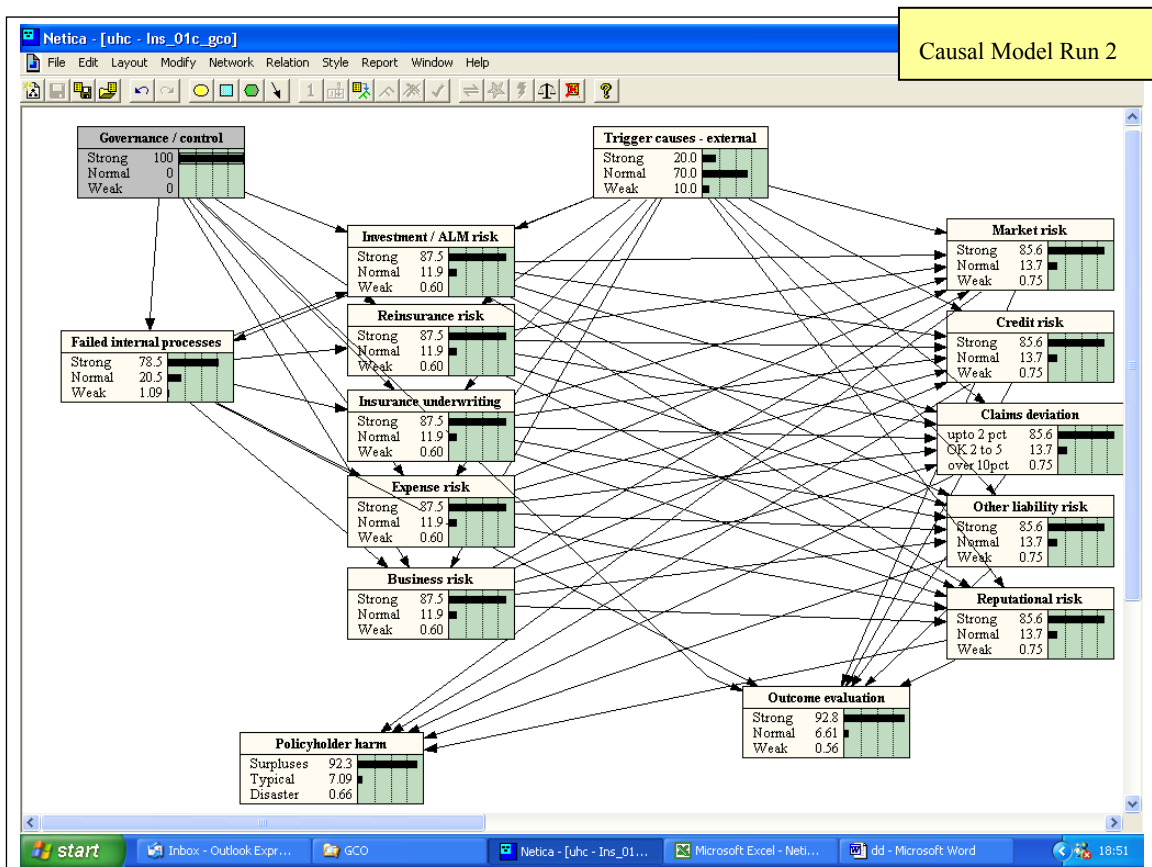 Causal Model Run 2
Netica - [uhc - Ins_01c_gco]
File Edit Layout Modify Network Relation Style Report Window Help
Governance / control
Strong 100
Normal 0
Weak 0
Trigger causes - external
Strong 20.0
Normal 70.0
Weak 10.0
Investment / ALM risk
Strong 87.5
Normal 11.9
Weak 0.60
Market risk
Strong 85.6
Normal 13.7
Weak 0.75
Reinsurance risk
Strong 87.5
Normal 11.9
Weak 0.60
Credit risk
Strong 85.6
Normal 13.7
Weak 0.75
Failed internal processes
Strong 78.5
Normal 20.5
Weak 1.09
Insurance underwriting
Strong 87.5
Normal 11.9
Weak 0.60
Claims deviation
upto 2 pct 85.6
OK 2 to 5 13.7
over 10pct 0.75
Expense risk
Strong 87.5
Normal 11.9
Weak 0.60
Other liability risk
Strong 85.6
Normal 13.7
Weak 0.75
Business risk
Strong 87.5
Normal 11.9
Weak 0.60
Reputational risk
Strong 85.6
Normal 13.7
Weak 0.75
Outcome evaluation
Strong 92.8
Normal 6.61
Weak 0.56
Policyholder harm
Surpluses 92.3
Typical 7.09
Disaster 0.66
start Inbox - Outlook Expr... GCO Netica - [uhc - Ins_01... Microsoft Excel - Neti... dd - Microsoft Word 18:51